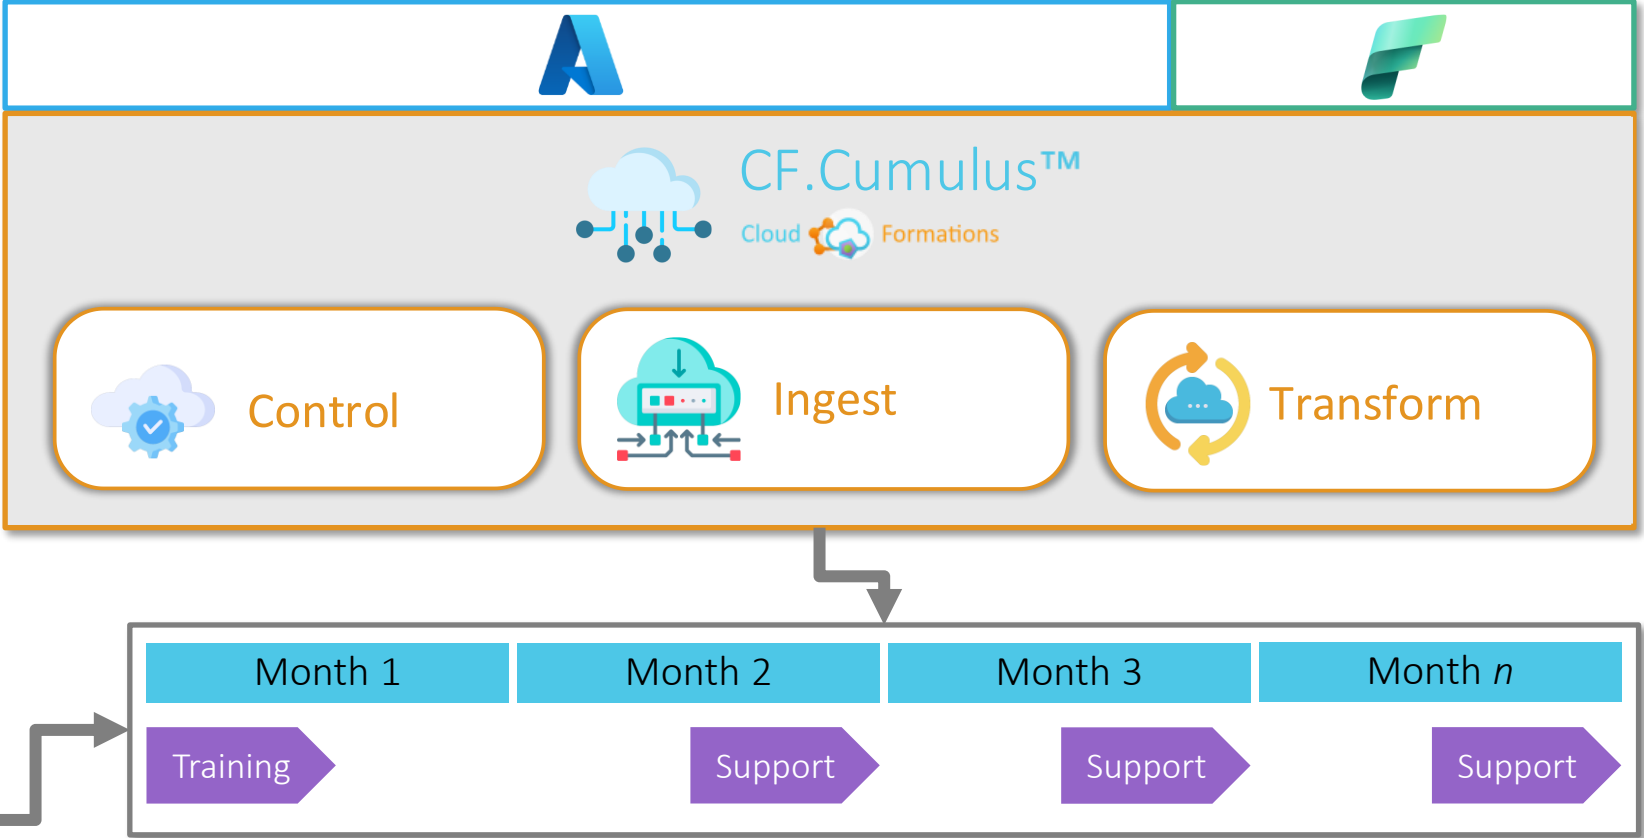 CF.Cumulus™
Cloud Formations
Control
Ingest
Transform
Month 1
Month 2
Month 3
Month n
Training
Support
Support
Support